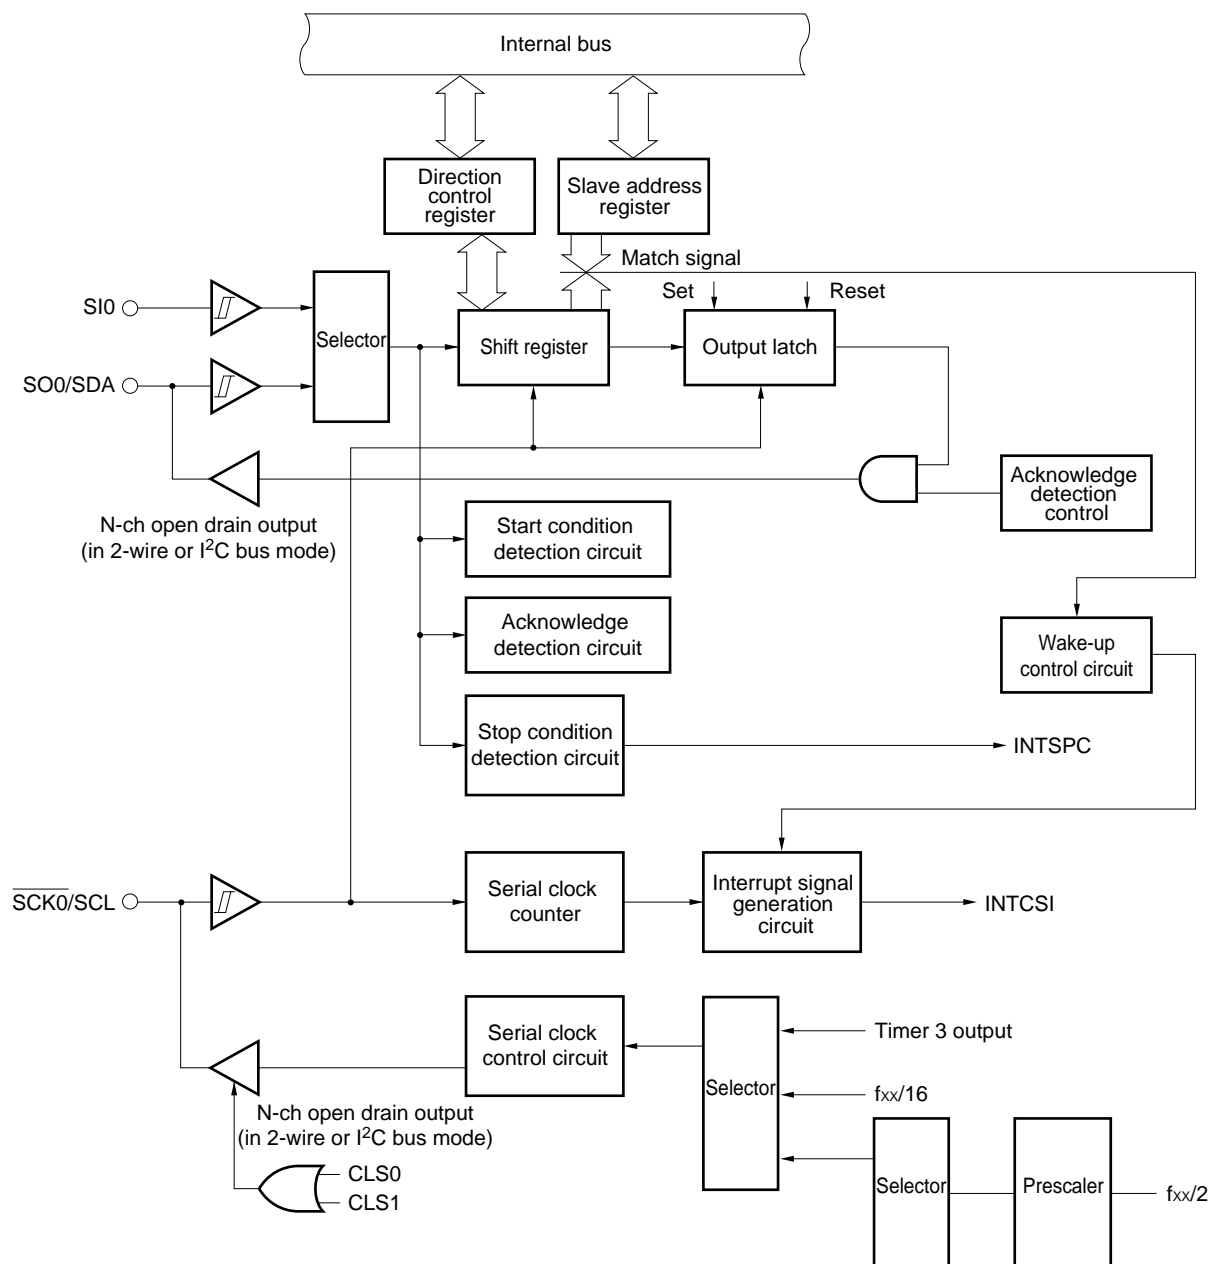 Internal bus
Direction
control
register
Slave address
register
Match signal
Set
Reset
SI0
Selector
Shift register
Output latch
SO0/SDA
N-ch open drain output
(in 2-wire or I²C bus mode)
Acknowledge
detection
control
Start condition
detection circuit
Acknowledge
detection circuit
Wake-up
control circuit
Stop condition
detection circuit
INTSPC
SCK0/SCL
Serial clock
counter
Interrupt signal
generation
circuit
INTCSI
Serial clock
control circuit
Selector
Timer 3 output
fxx/16
N-ch open drain output
(in 2-wire or I²C bus mode)
CLS0
CLS1
Selector
Prescaler
fxx/2